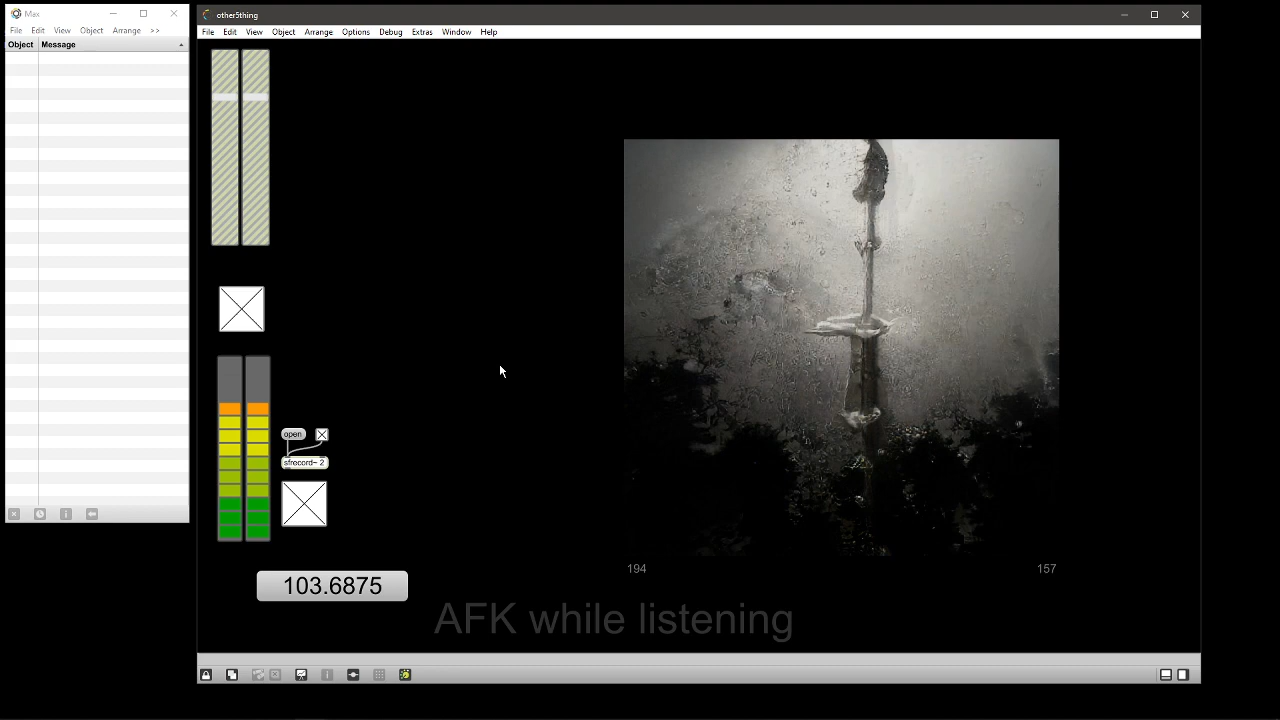 Max
File Edit View Object Arrange >>
Object Message
other5thing
File Edit View Object Arrange Options Debug Extras Window Help
open
sfrecord~ 2
103.6875
194 157
AFK while listening